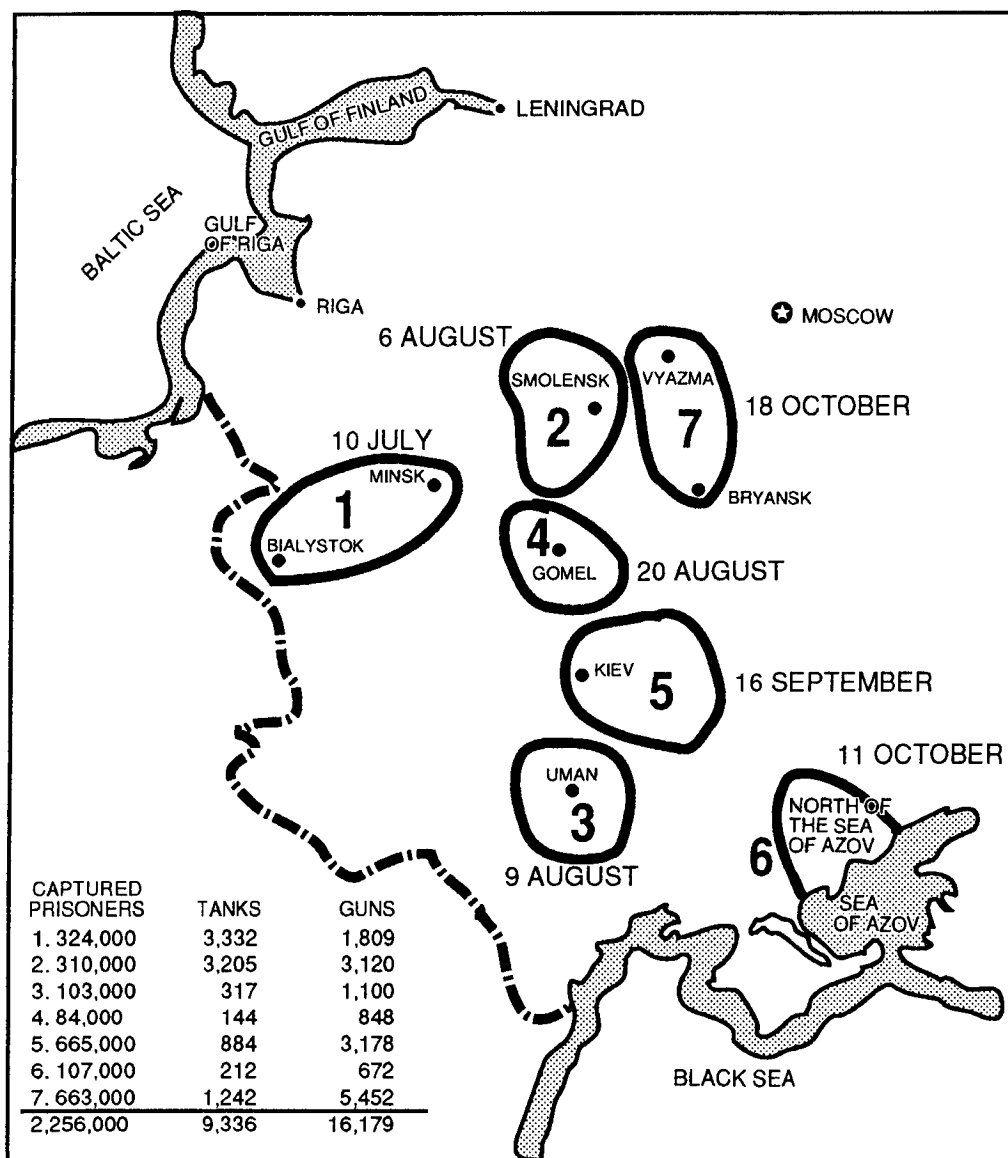 LENINGRAD
GULF OF FINLAND
BALTIC SEA
GULF
OF RIGA
RIGA
MOSCOW
6 AUGUST
SMOLENSK
2
VYAZMA
7
18 OCTOBER
BRYANSK
10 JULY
MINSK
1
BIALYSTOK
4
GOMEL
20 AUGUST
KIEV
5
16 SEPTEMBER
UMAN
3
9 AUGUST
11 OCTOBER
NORTH OF
THE SEA
OF AZOV
6
SEA
OF AZOV
BLACK SEA
CAPTURED
PRISONERS TANKS GUNS
1. 324,000 3,332 1,809
2. 310,000 3,205 3,120
3. 103,000 317 1,100
4. 84,000 144 848
5. 665,000 884 3,178
6. 107,000 212 672
7. 663,000 1,242 5,452
2,256,000 9,336 16,179